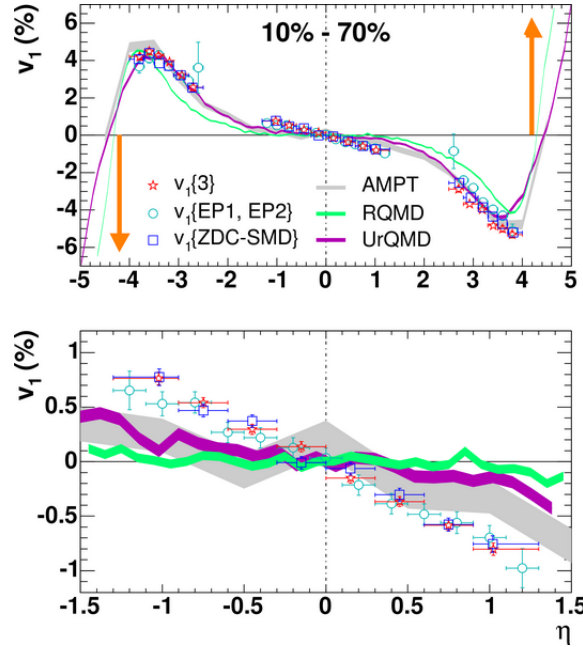 10% - 70%
v1 (%)
6
4
2
0
-2
-4
-6
v1{3}
v1{EP1, EP2}
v1{ZDC-SMD}
AMPT
RQMD
UrQMD
-5 -4 -3 -2 -1 0 1 2 3 4 5
v1 (%)
1
0.5
0
-0.5
-1
-1.5 -1 -0.5 0 0.5 1 1.5
η